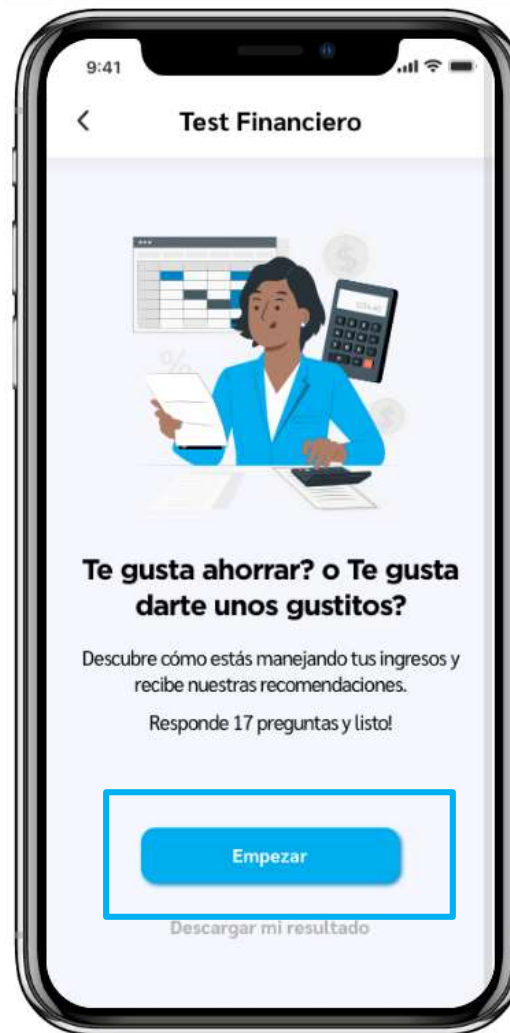 9:41
Test Financiero
%
$
$
Te gusta ahorrar? o Te gusta
darte unos gustitos?
Descubre cómo estás manejando tus ingresos y
recibe nuestras recomendaciones.
Responde 17 preguntas y listo!
Empezar
Descargar mi resultado